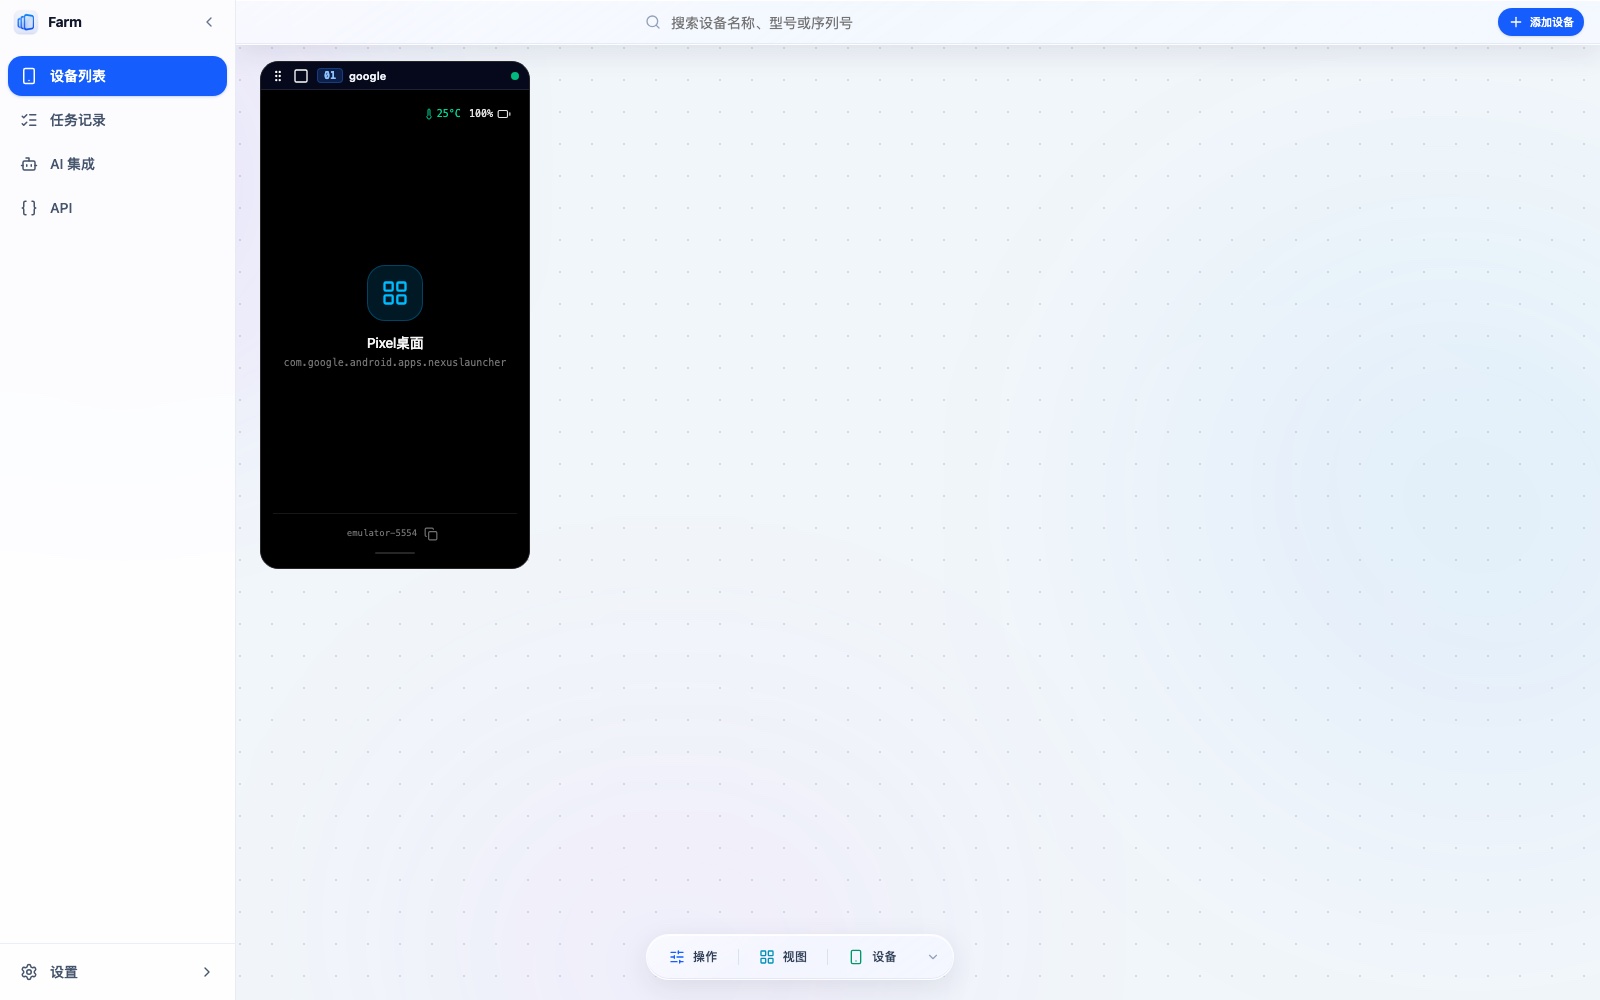 Farm
搜索设备名称、型号或序列号
添加设备
设备列表
任务记录
AI 集成
API
设置
01 google
25°C 100%
Pixel桌面
com.google.android.apps.nexuslauncher
emulator-5554
操作
视图
设备